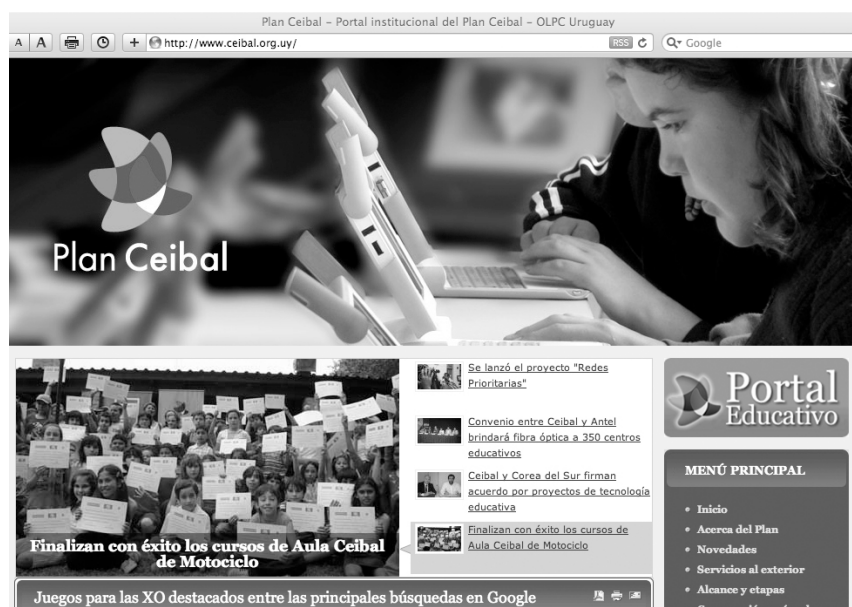 Plan Ceibal – Portal institucional del Plan Ceibal – OLPC Uruguay
A A + http://www.ceibal.org.uy/ RSS Google
Plan Ceibal
Se lanzó el proyecto "Redes
Prioritarias"
Convenio entre Ceibal y Antel
brindará fibra óptica a 350 centros
educativos
Ceibal y Corea del Sur firman
acuerdo por proyectos de tecnología
educativa
Finalizan con éxito los cursos de
Aula Ceibal de Motociclo
Finalizan con éxito los cursos de Aula Ceibal
de Motociclo
Juegos para las XO destacados entre las principales búsquedas en Google
Portal
Educativo
MENÚ PRINCIPAL
Inicio
Acerca del Plan
Novedades
Servicios al exterior
Alcance y etapas